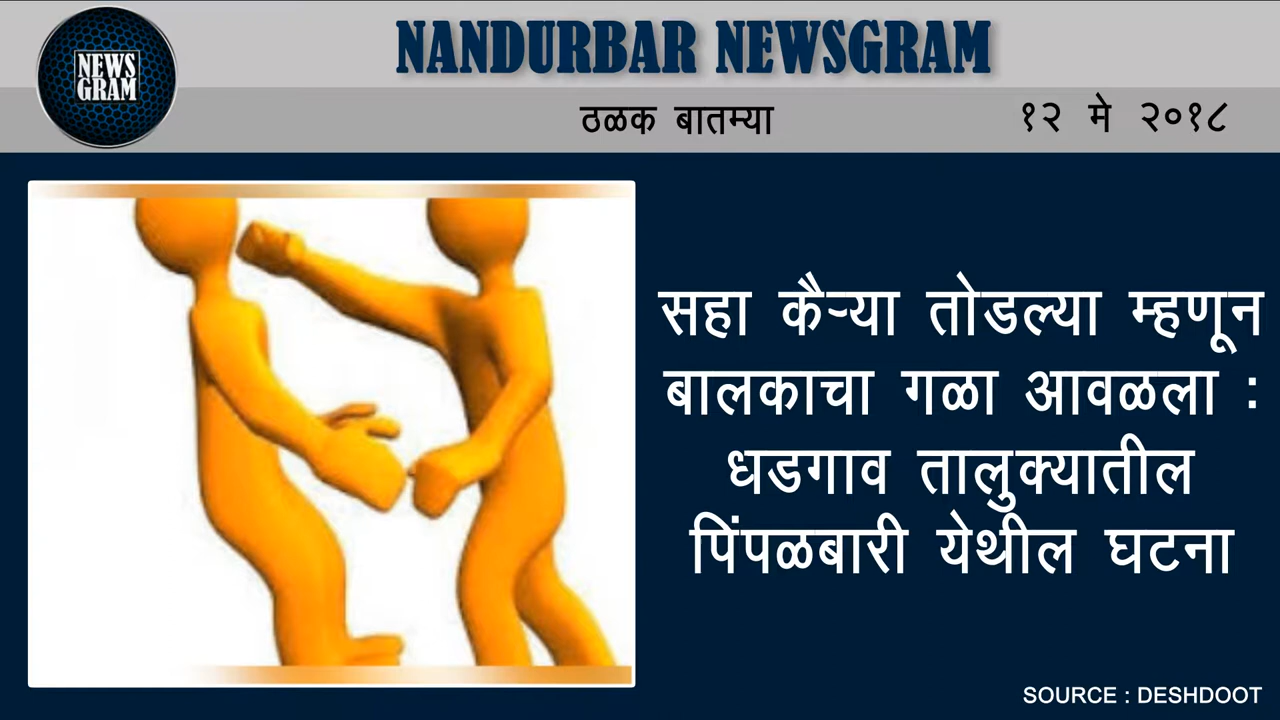 NEWS
GRAM
NANDURBAR NEWSGRAM
ठळक बातम्या
१२ मे २०१८
सहा कैऱ्या तोडल्या म्हणून
बालकाचा गळा आवळला :
धडगाव तालुक्यातील
पिंपळबारी येथील घटना
SOURCE : DESHDOOT